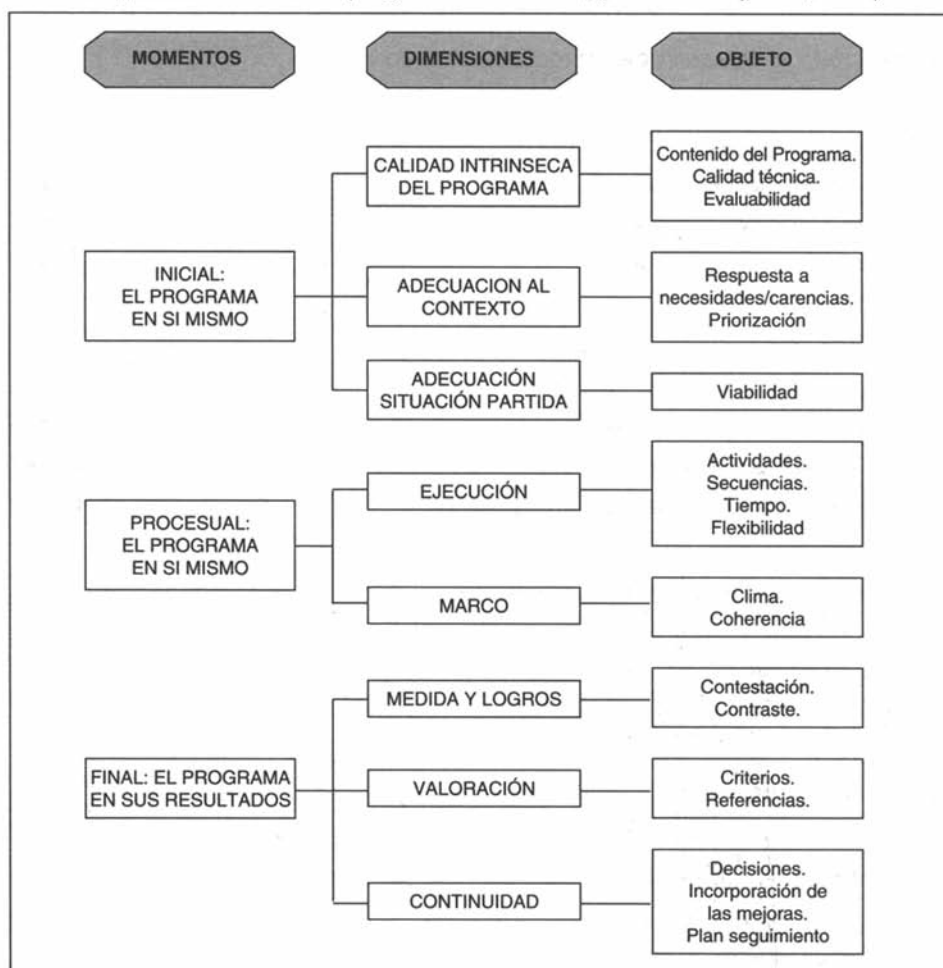 MOMENTOS
DIMENSIONES
OBJETO
CALIDAD INTRINSECA
DEL PROGRAMA
Contenido del Programa.
Calidad técnica.
Evaluabilidad
INICIAL:
EL PROGRAMA
EN SI MISMO
ADECUACION AL
CONTEXTO
Respuesta a
necesidades/carencias.
Priorización
ADECUACIÓN
SITUACIÓN PARTIDA
Viabilidad
PROCESUAL:
EL PROGRAMA
EN SI MISMO
EJECUCIÓN
Actividades.
Secuencias.
Tiempo.
Flexibilidad
MARCO
Clima.
Coherencia
FINAL: EL PROGRAMA
EN SUS RESULTADOS
MEDIDA Y LOGROS
Contestación.
Contraste.
VALORACIÓN
Criterios.
Referencias.
CONTINUIDAD
Decisiones.
Incorporación de
las mejoras.
Plan seguimiento